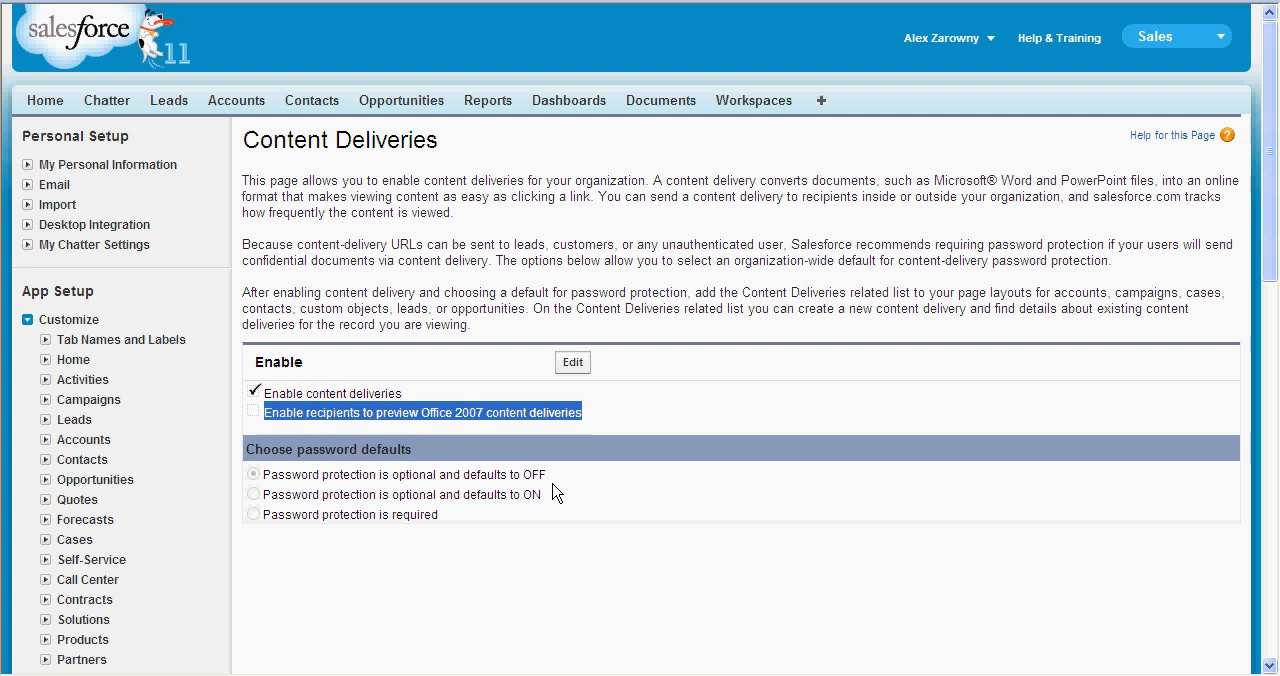 salesforce
11
Alex Zarowny
Help & Training
Sales
Home Chatter Leads Accounts Contacts Opportunities Reports Dashboards Documents Workspaces +
Personal Setup
My Personal Information
Email
Import
Desktop Integration
My Chatter Settings
App Setup
Customize
Tab Names and Labels
Home
Activities
Campaigns
Leads
Accounts
Contacts
Opportunities
Quotes
Forecasts
Cases
Self-Service
Call Center
Contracts
Solutions
Products
Partners
Content Deliveries
Help for this Page ?
This page allows you to enable content deliveries for your organization. A content delivery converts documents, such as Microsoft® Word and PowerPoint files, into an online
format that makes viewing content as easy as clicking a link. You can send a content delivery to recipients inside or outside your organization, and salesforce.com tracks
how frequently the content is viewed.
Because content-delivery URLs can be sent to leads, customers, or any unauthenticated user, Salesforce recommends requiring password protection if your users will send
confidential documents via content delivery. The options below allow you to select an organization-wide default for content-delivery password protection.
After enabling content delivery and choosing a default for password protection, add the Content Deliveries related list to your page layouts for accounts, campaigns, cases,
contacts, custom objects, leads, or opportunities. On the Content Deliveries related list you can create a new content delivery and find details about existing content
deliveries for the record you are viewing.
Enable
Edit
Enable content deliveries
Enable recipients to preview Office 2007 content deliveries
Choose password defaults
Password protection is optional and defaults to OFF
Password protection is optional and defaults to ON
Password protection is required